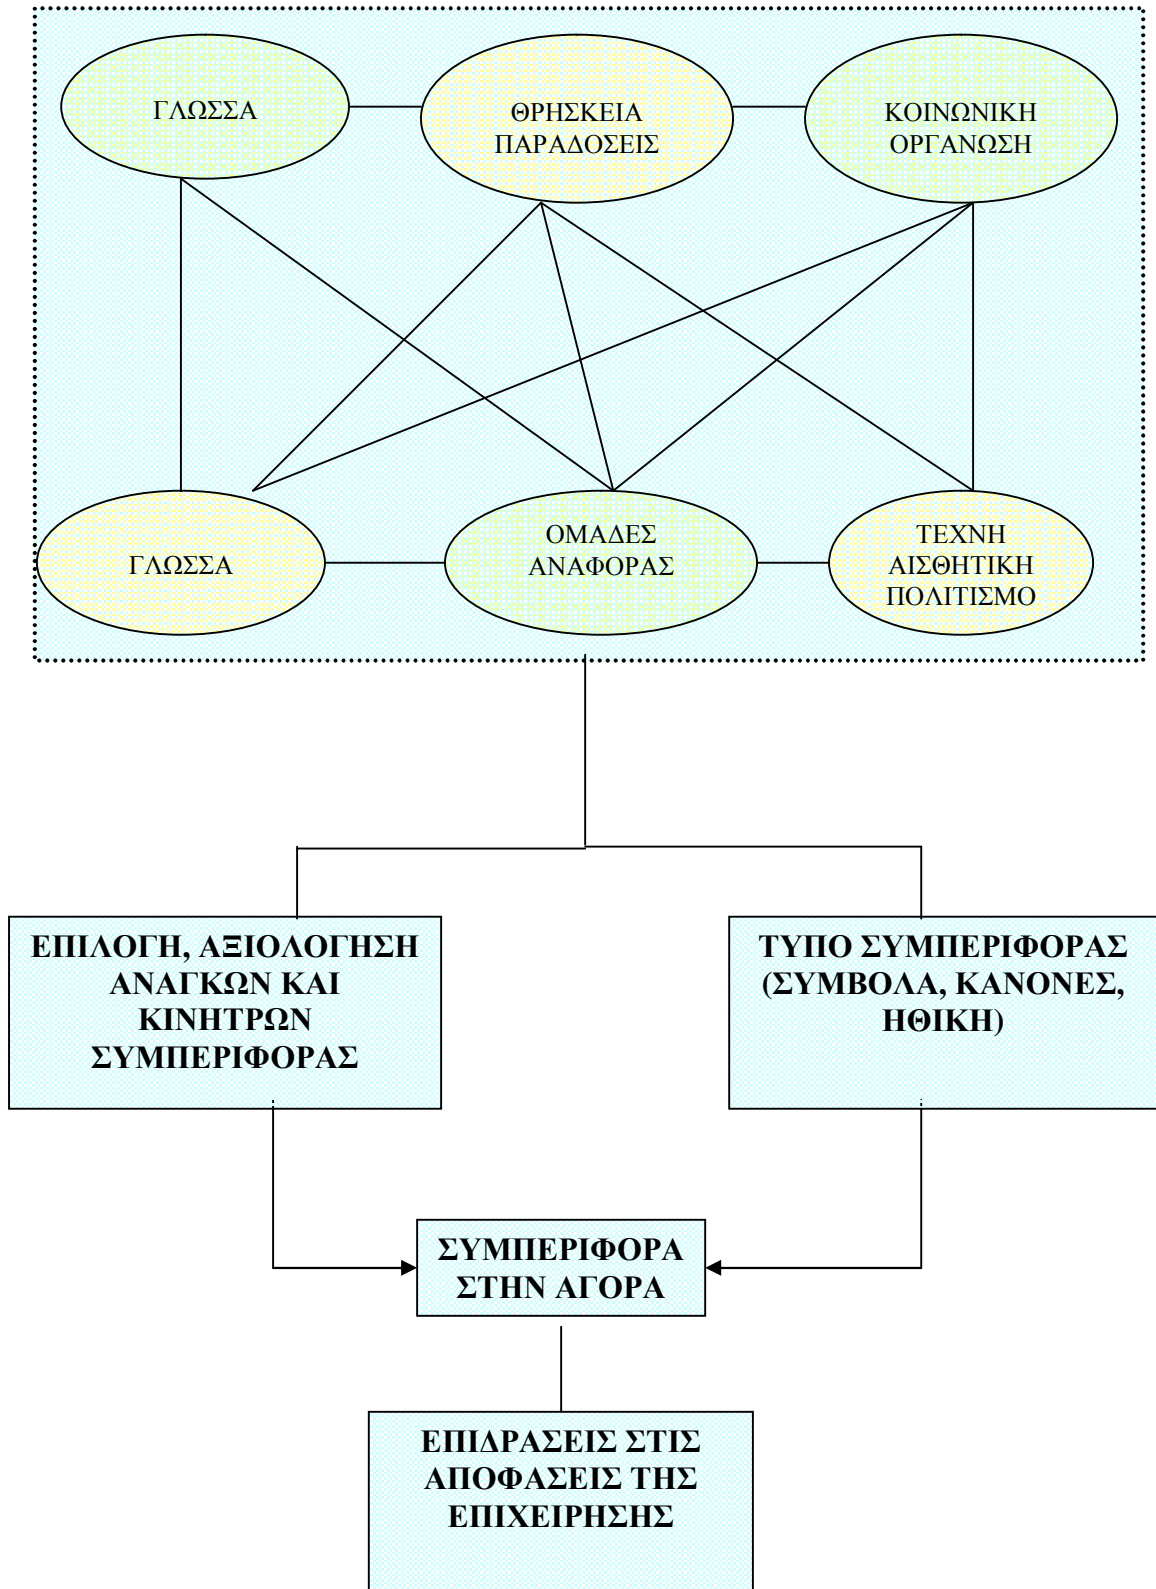 ΓΛΩΣΣΑ
ΘΡΗΣΚΕΙΑ
ΠΑΡΑΔΟΣΕΙΣ
ΚΟΙΝΩΝΙΚΗ
ΟΡΓΑΝΩΣΗ
ΓΛΩΣΣΑ
ΟΜΑΔΕΣ
ΑΝΑΦΟΡΑΣ
ΤΕΧΝΗ
ΑΙΣΘΗΤΙΚΗ
ΠΟΛΙΤΙΣΜΟ
ΕΠΙΛΟΓΗ, ΑΞΙΟΛΟΓΗΣΗ
ΑΝΑΓΚΩΝ ΚΑΙ
ΚΙΝΗΤΡΩΝ
ΣΥΜΠΕΡΙΦΟΡΑΣ
ΤΥΠΟ ΣΥΜΠΕΡΙΦΟΡΑΣ
(ΣΥΜΒΟΛΑ, ΚΑΝΟΝΕΣ,
ΗΘΙΚΗ)
ΣΥΜΠΕΡΙΦΟΡΑ
ΣΤΗΝ ΑΓΟΡΑ
ΕΠΙΔΡΑΣΕΙΣ ΣΤΙΣ
ΑΠΟΦΑΣΕΙΣ ΤΗΣ
ΕΠΙΧΕΙΡΗΣΗΣ